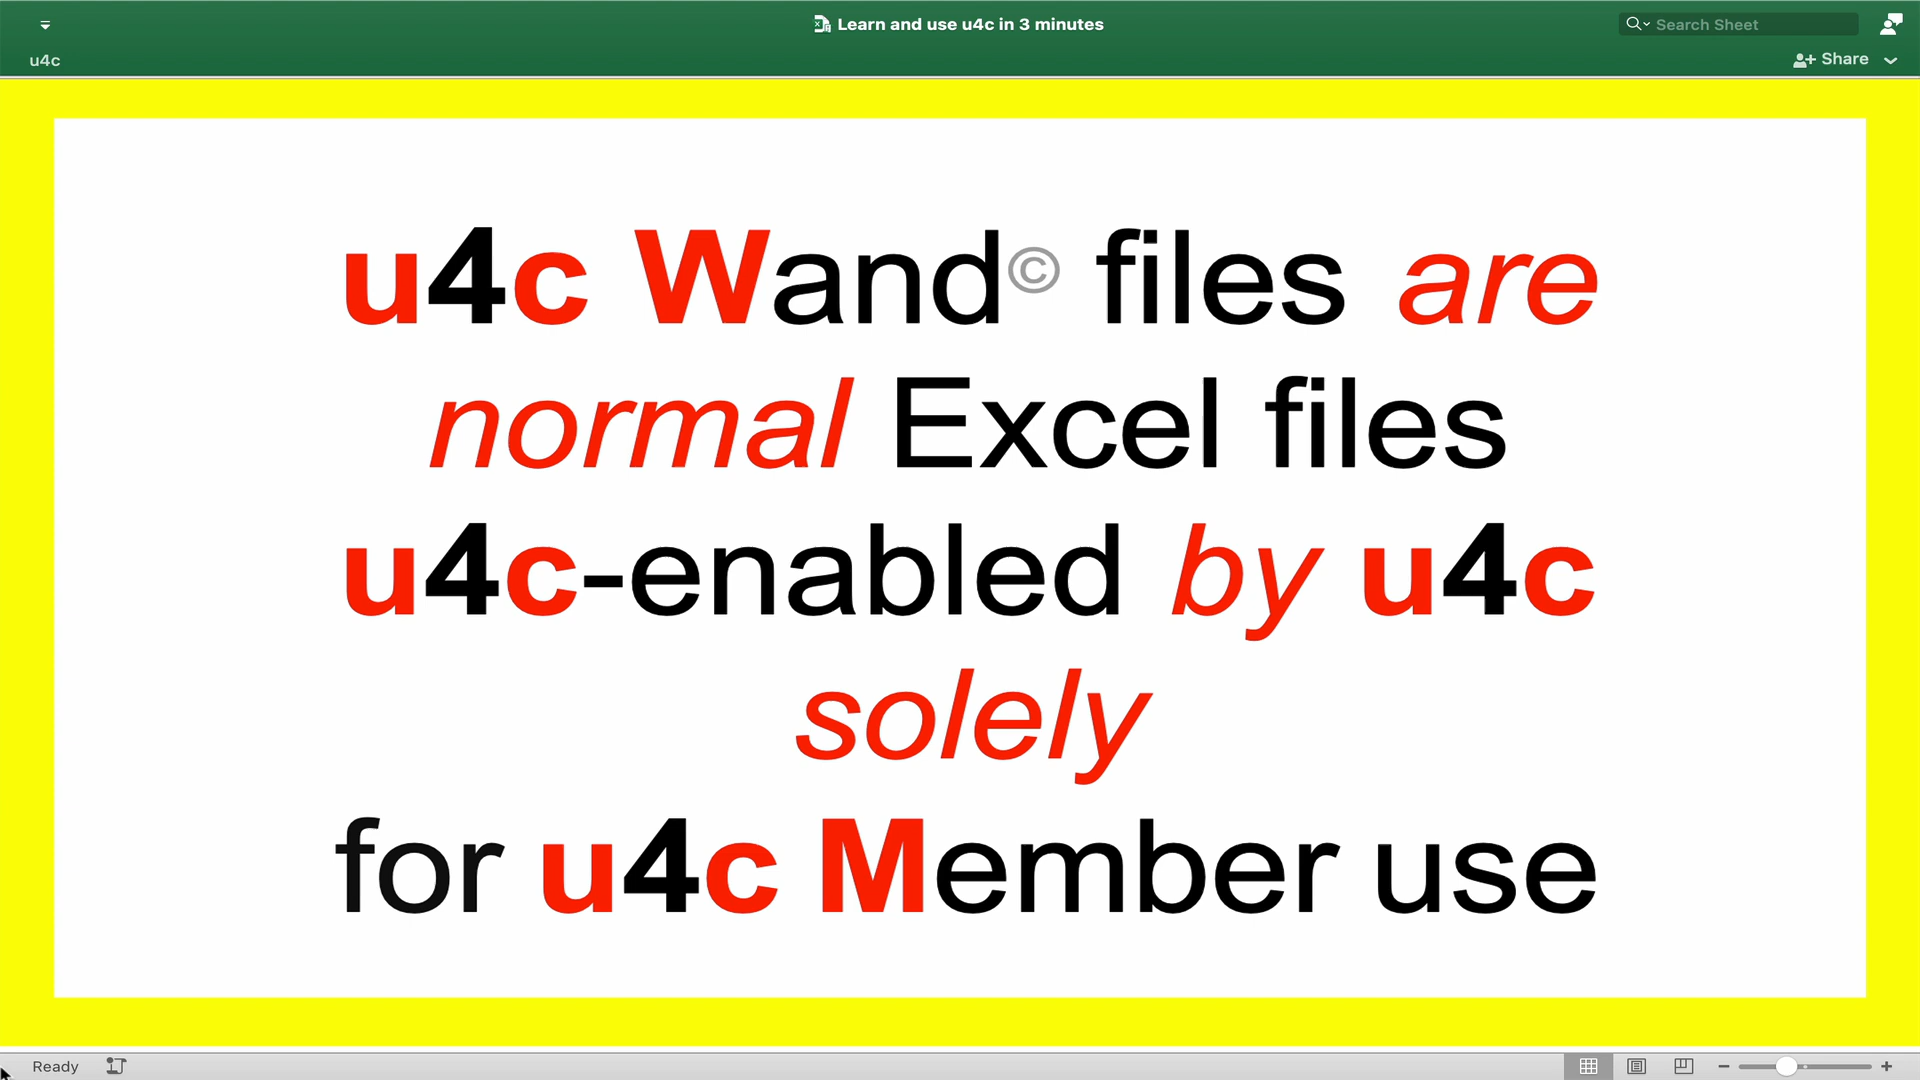 Learn and use u4c in 3 minutes
Search Sheet
u4c
Share
u4c Wand© files are
normal Excel files
u4c-enabled by u4c
solely
for u4c Member use
Ready